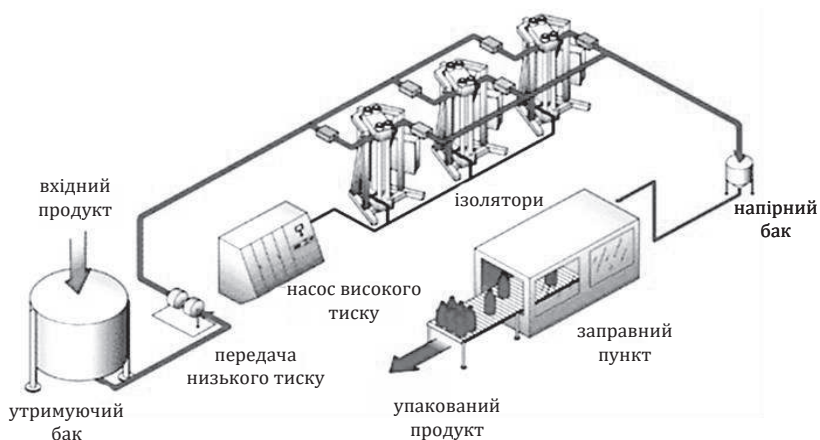 вхідний
продукт
ізолятори
напірний
бак
насос високого
тиску
заправний
пункт
передача
низького тиску
утримуючий
бак
упакований
продукт